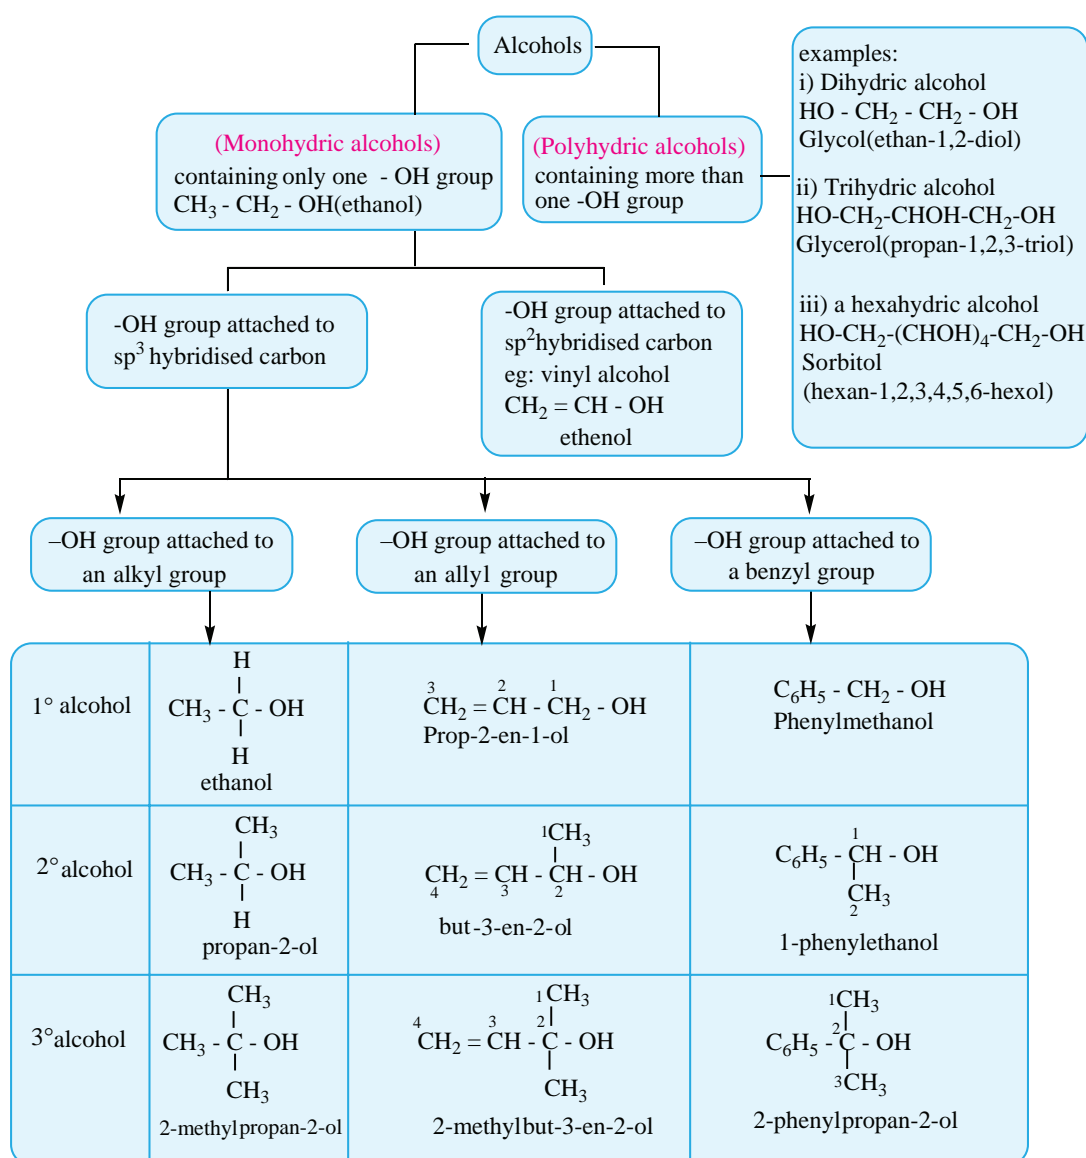 Alcohols
(Monohydric alcohols)
containing only one - OH group
CH3 - CH2 - OH(ethanol)
(Polyhydric alcohols)
containing more than
one -OH group
examples:
i) Dihydric alcohol
HO - CH2 - CH2 - OH
Glycol(ethan-1,2-diol)
ii) Trihydric alcohol
HO-CH2-CHOH-CH2-OH
Glycerol(propan-1,2,3-triol)
iii) a hexahydric alcohol
HO-CH2-(CHOH)4-CH2-OH
Sorbitol
(hexan-1,2,3,4,5,6-hexol)
-OH group attached to
sp3 hybridised carbon
-OH group attached to
sp2hybridised carbon
eg: vinyl alcohol
CH2 = CH - OH
ethenol
–OH group attached to
an alkyl group
–OH group attached to
an allyl group
–OH group attached to
a benzyl group
1° alcohol
H
CH3 - C - OH
H
ethanol
3 2 1
CH2 = CH - CH2 - OH
Prop-2-en-1-ol
C6H5 - CH2 - OH
Phenylmethanol
2° alcohol
CH3
CH3 - C - OH
H
propan-2-ol
1CH3
CH2 = CH - CH - OH
4 3 2
but-3-en-2-ol
1
C6H5 - CH - OH
CH3
2
1-phenylethanol
3° alcohol
CH3
CH3 - C - OH
CH3
2-methylpropan-2-ol
1CH3
4 3 2
CH2 = CH - C - OH
CH3
2-methylbut-3-en-2-ol
1CH3
2
C6H5 - C - OH
3CH3
2-phenylpropan-2-ol